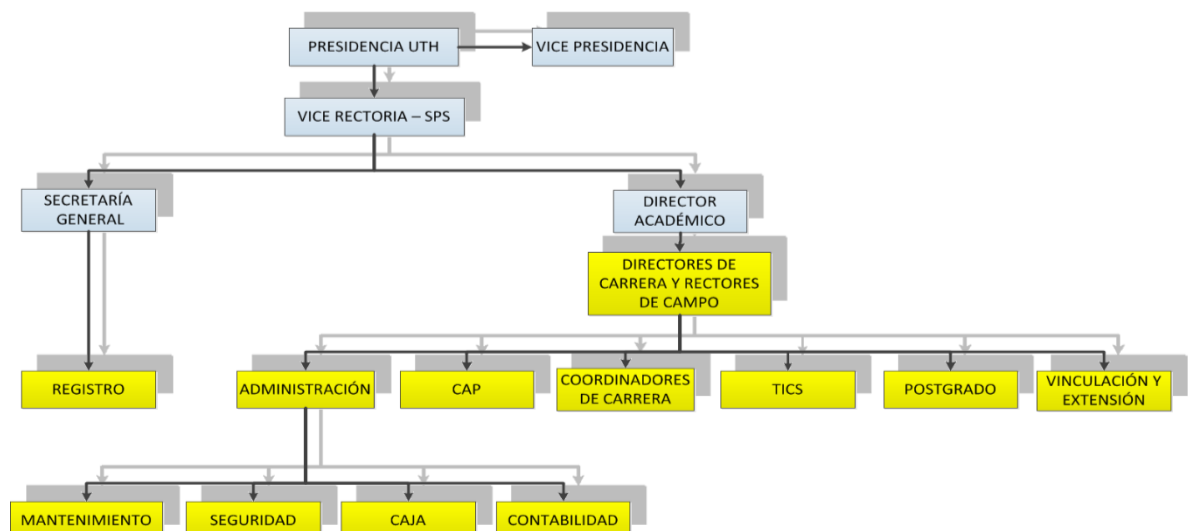 PRESIDENCIA UTH
VICE PRESIDENCIA
VICE RECTORIA – SPS
SECRETARÍA
GENERAL
DIRECTOR
ACADÉMICO
DIRECTORES DE
CARRERA Y RECTORES
DE CAMPO
REGISTRO
ADMINISTRACIÓN
CAP
COORDINADORES
DE CARRERA
TICS
POSTGRADO
VINCULACIÓN Y
EXTENSIÓN
MANTENIMIENTO
SEGURIDAD
CAJA
CONTABILIDAD